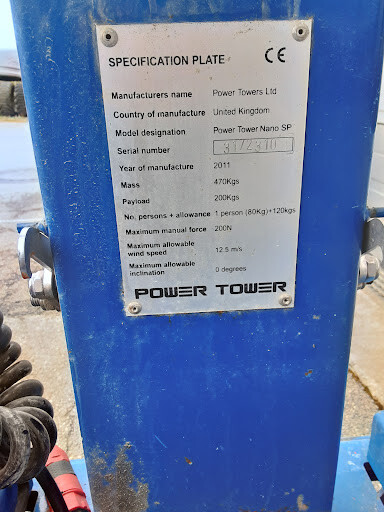 SPECIFICATION PLATE CE
Manufacturers name Power Towers Ltd
Country of manufacture United Kingdom
Model designation Power Tower Nano SP
Serial number
Year of manufacture 2011
Mass 470Kgs
Payload 200Kgs
No. persons + allowance 1 person (80Kg)+120kgs
Maximum manual force 200N
Maximum allowable
wind speed 12.5 m/s
Maximum allowable
inclination 0 degrees
POWER TOWER